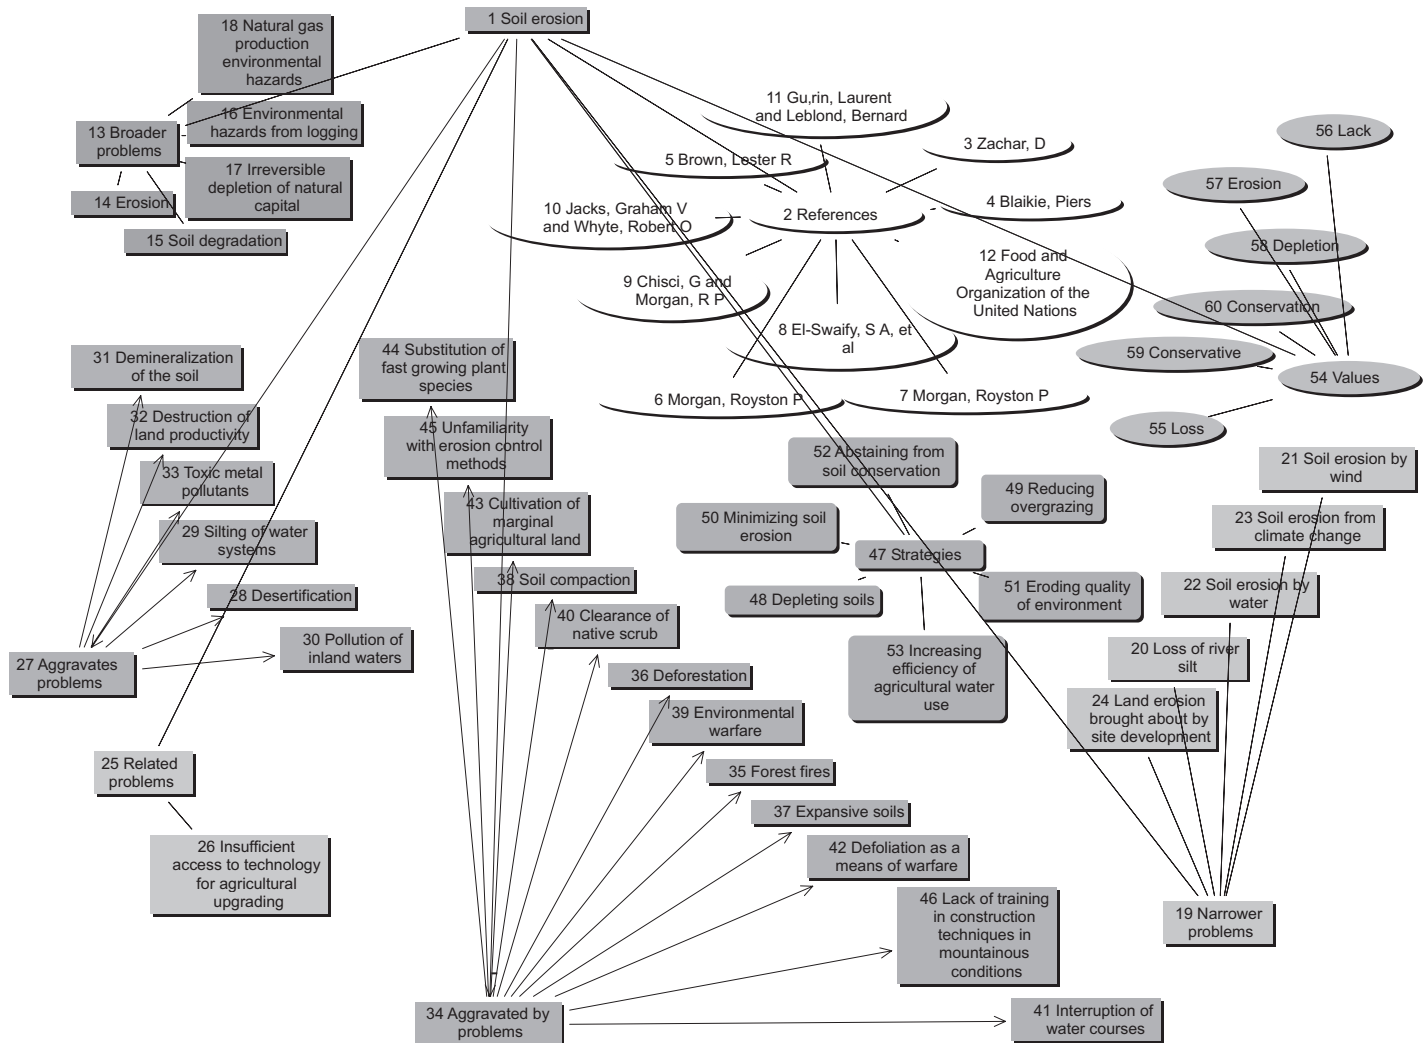 1 Soil erosion
18 Natural gas
production
environmental
hazards
16 Environmental
hazards from logging
13 Broader
problems
17 Irreversible
depletion of natural
capital
14 Erosion
15 Soil degradation
11 Gu,rin, Laurent
and Leblond, Bernard
5 Brown, Lester R
3 Zachar, D
10 Jacks, Graham V
and Whyte, Robert O
2 References
4 Blaikie, Piers
9 Chisci, G and
Morgan, R P
12 Food and
Agriculture
Organization of the
United Nations
8 El-Swaify, S A, et
al
6 Morgan, Royston P
7 Morgan, Royston P
56 Lack
57 Erosion
58 Depletion
60 Conservation
59 Conservative
54 Values
55 Loss
31 Demineralization
of the soil
32 Destruction of
land productivity
33 Toxic metal
pollutants
29 Silting of water
systems
28 Desertification
30 Pollution of
inland waters
27 Aggravates
problems
25 Related
problems
26 Insufficient
access to technology
for agricultural
upgrading
44 Substitution of
fast growing plant
species
45 Unfamiliarity
with erosion control
methods
43 Cultivation of
marginal
agricultural land
38 Soil compaction
40 Clearance of
native scrub
36 Deforestation
39 Environmental
warfare
35 Forest fires
37 Expansive soils
42 Defoliation as a
means of warfare
46 Lack of training
in construction
techniques in
mountainous
conditions
41 Interruption of
water courses
34 Aggravated by
problems
52 Abstaining from
soil conservation
49 Reducing
overgrazing
50 Minimizing soil
erosion
47 Strategies
48 Depleting soils
51 Eroding quality
of environment
53 Increasing
efficiency of
agricultural water
use
21 Soil erosion by
wind
23 Soil erosion from
climate change
22 Soil erosion by
water
20 Loss of river
silt
24 Land erosion
brought about by
site development
19 Narrower
problems